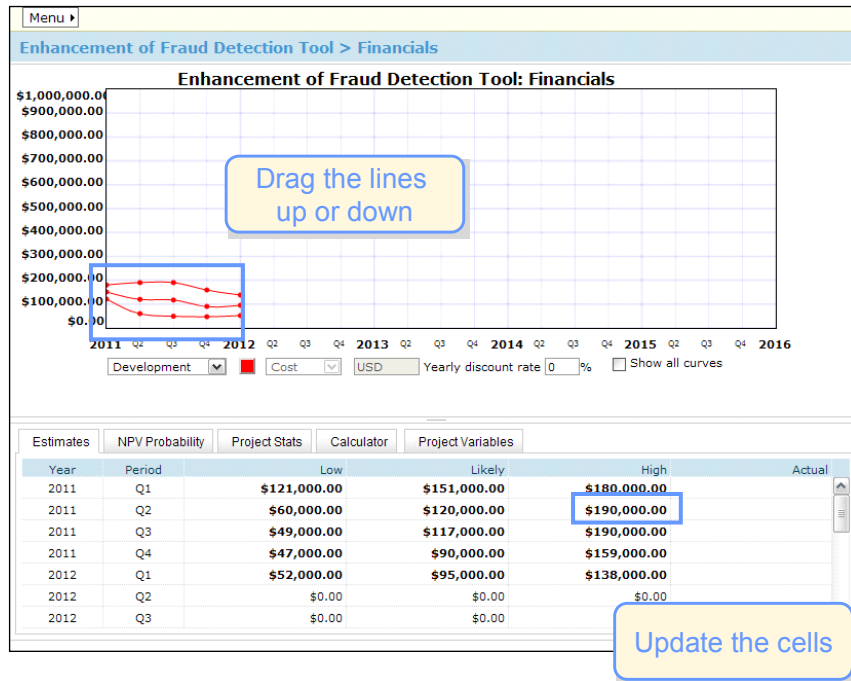 Menu
Enhancement of Fraud Detection Tool > Financials
Enhancement of Fraud Detection Tool: Financials
$1,000,000.00
$900,000.00
$800,000.00
$700,000.00
$600,000.00
$500,000.00
$400,000.00
$300,000.00
$200,000.00
$100,000.00
$0.00
Drag the lines
up or down
2011 Q2 Q3 Q4 2012 Q2 Q3 Q4 2013 Q2 Q3 Q4 2014 Q2 Q3 Q4 2015 Q2 Q3 Q4 2016
Development Cost USD Yearly discount rate 0 % Show all curves
Estimates NPV Probability Project Stats Calculator Project Variables
Year Period Low Likely High Actual
2011 Q1 $121,000.00 $151,000.00 $180,000.00
2011 Q2 $60,000.00 $120,000.00 $190,000.00
2011 Q3 $49,000.00 $117,000.00 $190,000.00
2011 Q4 $47,000.00 $90,000.00 $159,000.00
2012 Q1 $52,000.00 $95,000.00 $138,000.00
2012 Q2 $0.00 $0.00 $0.00
2012 Q3 $0.00 $0.00
Update the cells